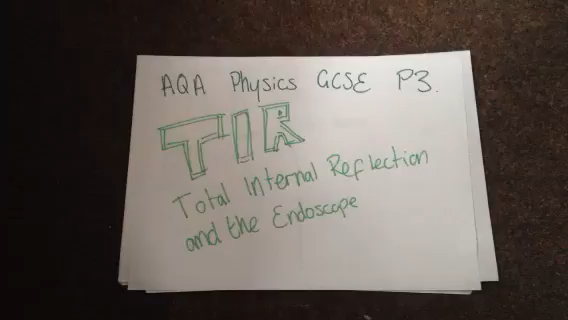 AQA Physics GCSE P3.
TIR
Total Internal Reflection
and the Endoscope